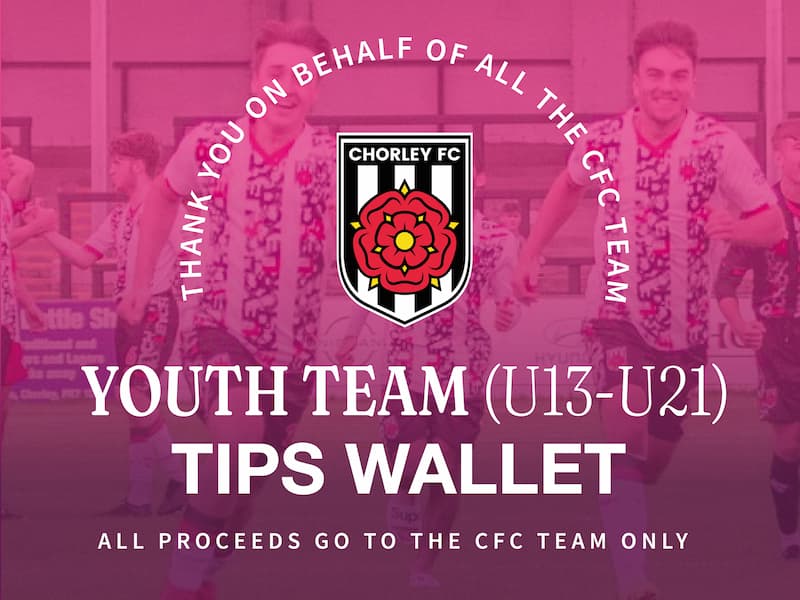 THANK YOU ON BEHALF OF ALL THE CFC TEAM
CHORLEY FC
YOUTH TEAM (U13-U21)
TIPS WALLET
ALL PROCEEDS GO TO THE CFC TEAM ONLY